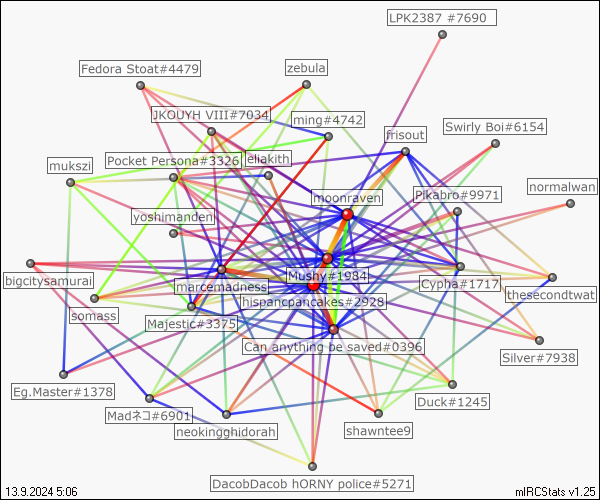 LPK2387 #7690
Fedora Stoat#4479
zebula
JKOUYH VIII#7034
ming#4742
frisout
Swirly Boi#6154
mukszi
Pocket Persona#3326
eliakith
moonraven
Pikabro#9971
normalwan
yoshimanden
Mushy#1984
bigcitysamurai
marcemadness
Cypha#1717
thesecondtwat
somass
hispancpancakes#2928
Majestic#3375
Can anything be saved#0396
Silver#7938
Eg.Master#1378
Madネコ#6901
Duck#1245
neokingghidorah
shawntee9
DacobDacob hORNY police#5271
13.9.2024 5:06
mIRCStats v1.25